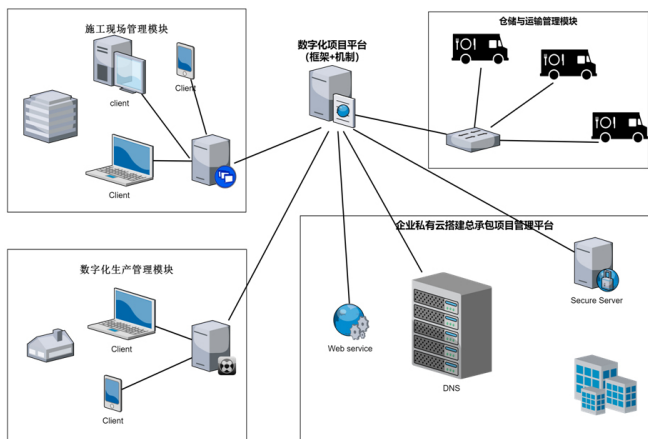 施工现场管理模块
client
Client
Client
数字化项目平台
(框架+机制)
仓储与运输管理模块
数字化生产管理模块
Client
Client
企业私有云搭建总承包项目管理平台
Secure Server
Web service
DNS